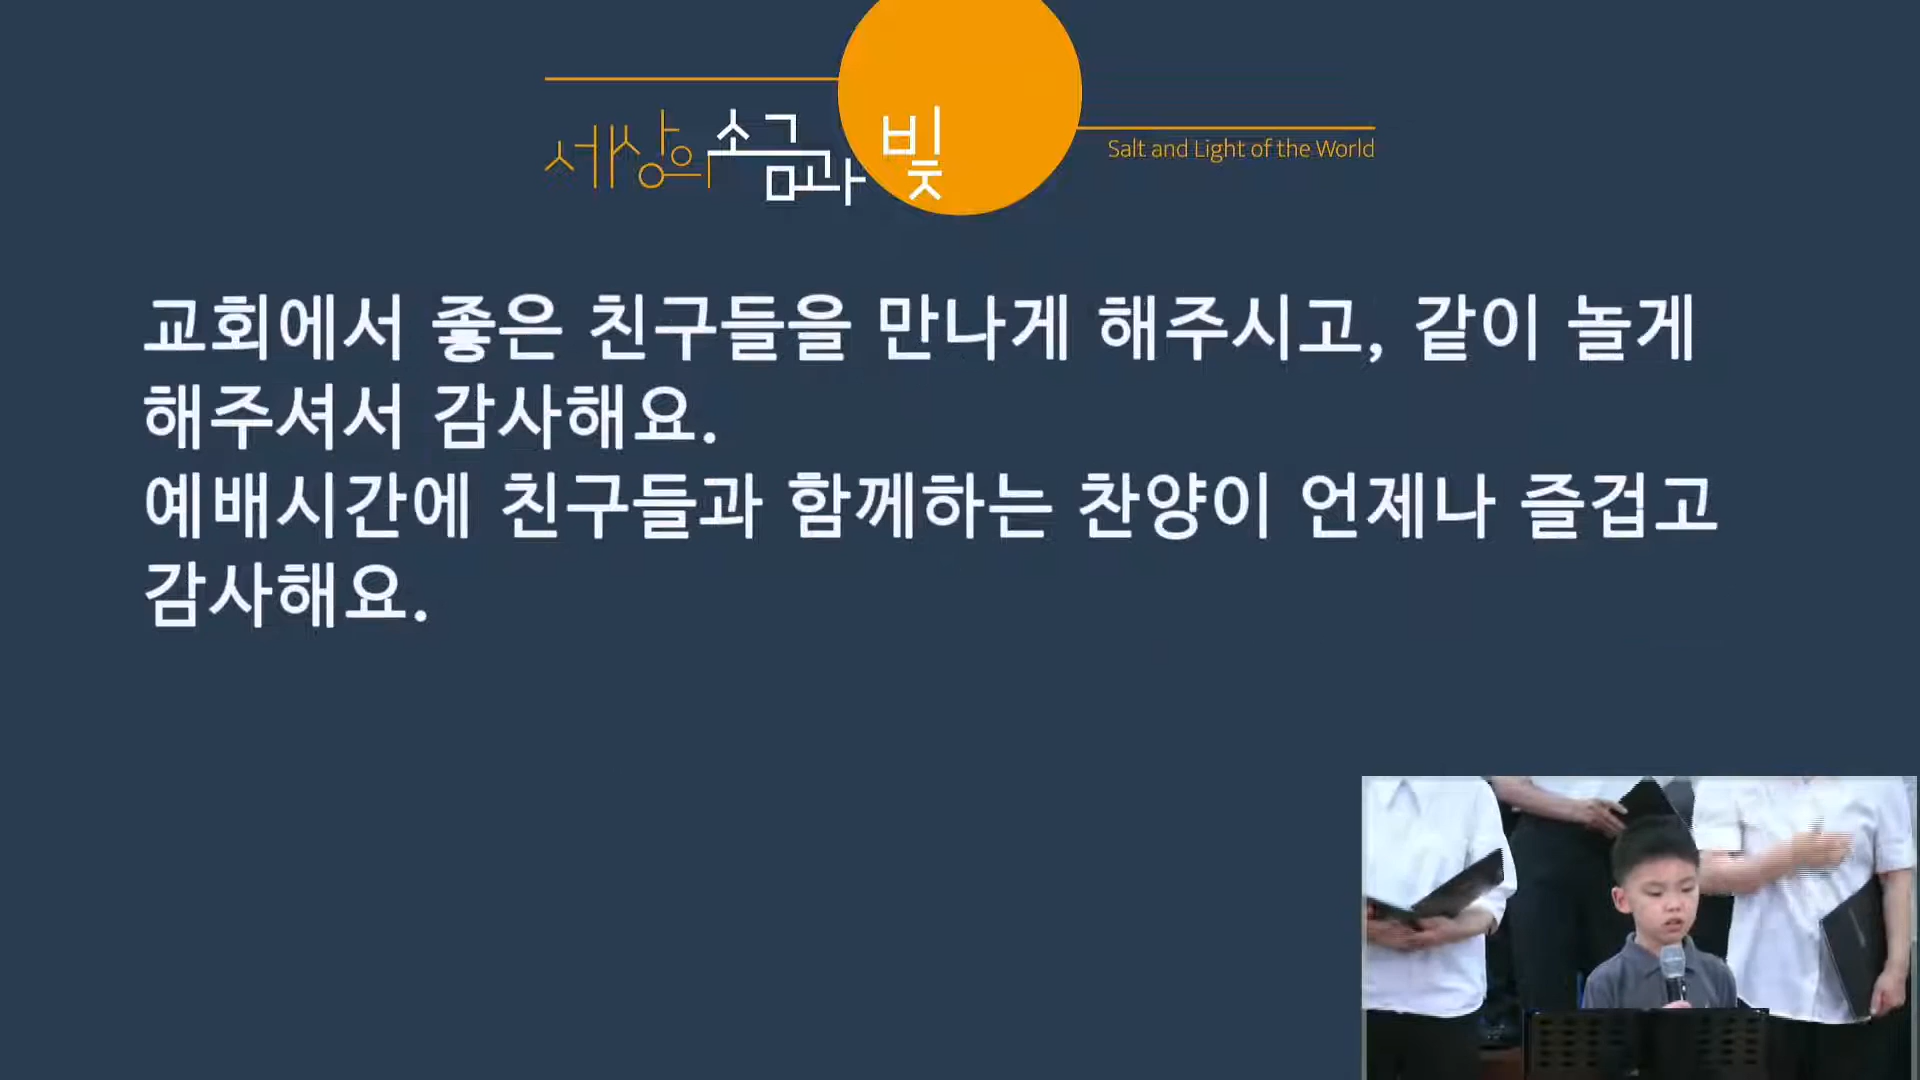 세상의 소금과 빛
Salt and Light of the World
교회에서 좋은 친구들을 만나게 해주시고, 같이 놀게
해주셔서 감사해요.
예배시간에 친구들과 함께하는 찬양이 언제나 즐겁고
감사해요.